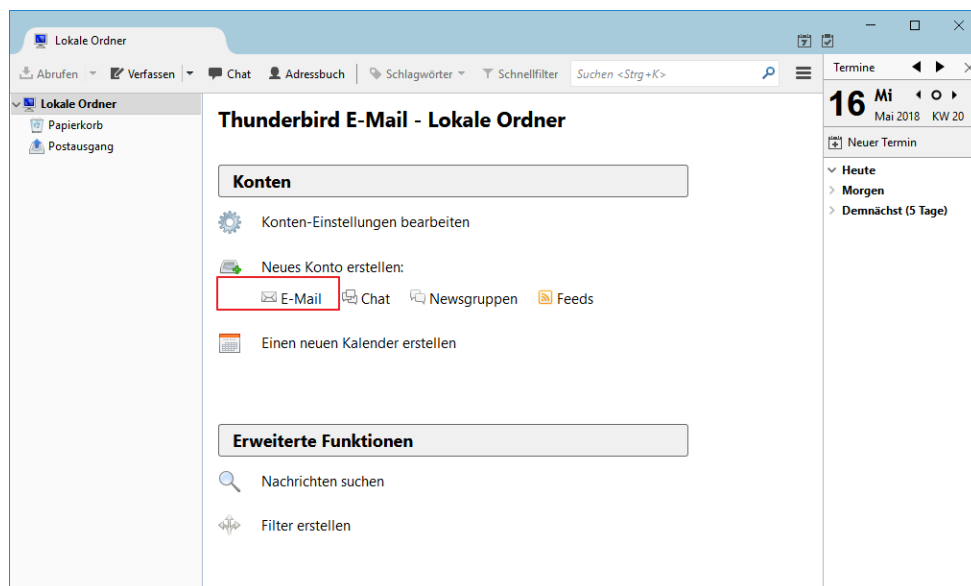 Lokale Ordner
Abrufen Verfassen Chat Adressbuch Schlagwörter Schnellfilter Suchen <Strg+K>
Lokale Ordner
Papierkorb
Postausgang
Thunderbird E-Mail - Lokale Ordner
Konten
Konten-Einstellungen bearbeiten
Neues Konto erstellen:
E-Mail Chat Newsgruppen Feeds
Einen neuen Kalender erstellen
Erweiterte Funktionen
Nachrichten suchen
Filter erstellen
Termine
16 Mi
Mai 2018 KW 20
Neuer Termin
Heute
Morgen
Demnächst (5 Tage)